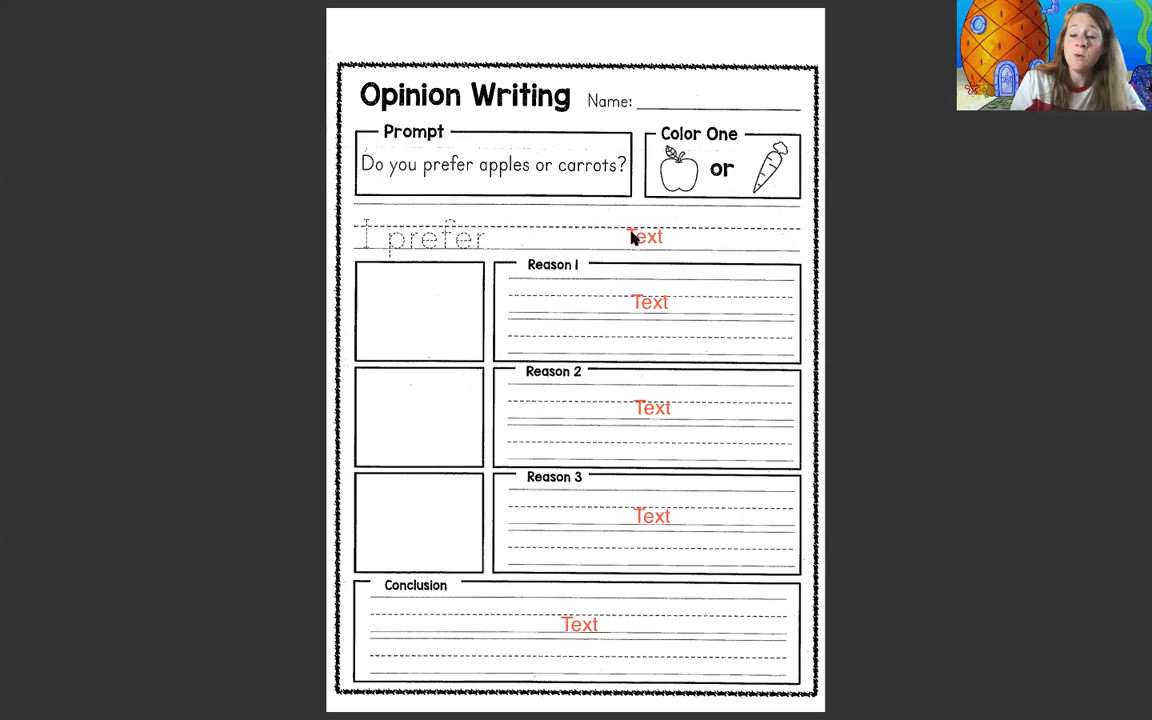 Opinion Writing Name:
Prompt
Do you prefer apples or carrots?
Color One
or
I prefer Text
Reason 1
Text
Reason 2
Text
Reason 3
Text
Conclusion
Text